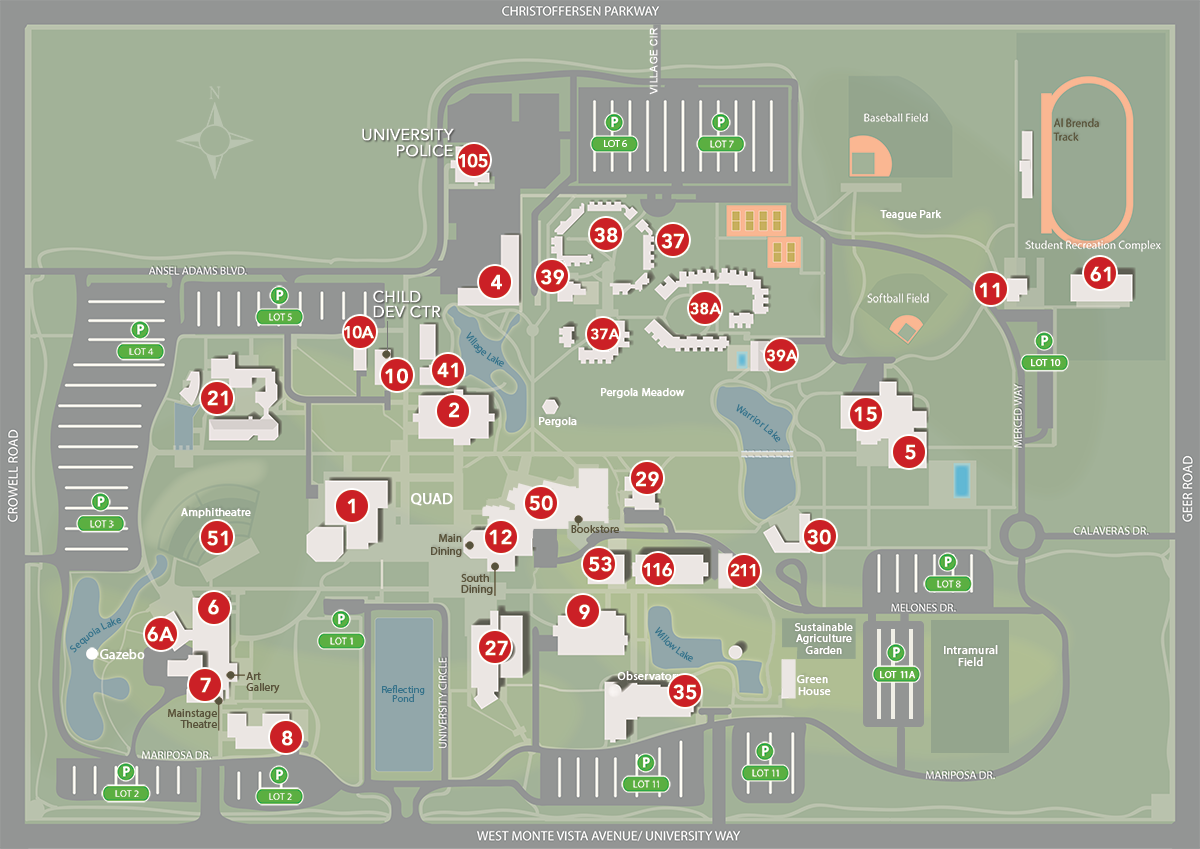 CHRISTOFFERSEN PARKWAY
VILLAGE CIR
N
UNIVERSITY
POLICE
105
P
LOT 6
P
LOT 7
Baseball Field
Al Brenda
Track
Teague Park
Student Recreation Complex
38
37
39
4
38A
37A
39A
11
61
ANSEL ADAMS BLVD.
P
LOT 5
CHILD
DEV CTR
10A
10
41
2
Village Lake
P
LOT 4
21
Softball Field
P
LOT 10
MERCED WAY
Pergola Meadow
Pergola
Warrior Lake
15
5
CROWELL ROAD
GEER ROAD
P
LOT 3
Amphitheatre
51
1
QUAD
50
29
Bookstore
Main
Dining
12
South
Dining
30
CALAVERAS DR.
53
116
211
P
LOT 8
MELONES DR.
Sequoia Lake
Gazebo
6
6A
7
Art
Gallery
Mainstage
Theatre
8
P
LOT 1
Reflecting
Pond
UNIVERSITY CIRCLE
27
9
Willow Lake
Observator
35
Sustainable
Agriculture
Garden
Green
House
P
LOT 11A
Intramural
Field
MARIPOSA DR.
P
LOT 2
P
LOT 2
P
LOT 11
P
LOT 11
MARIPOSA DR.
WEST MONTE VISTA AVENUE/ UNIVERSITY WAY